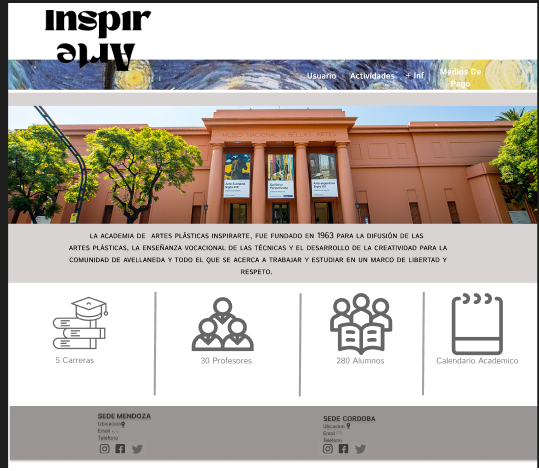 Inspir
Arte
Usuario Actividades + Inf Medios De
Pago
MUSEO NACIONAL DE BELLAS ARTES
LA ACADEMIA DE ARTES PLÁSTICAS INSPIRARTE, FUE FUNDADO EN 1963 PARA LA DIFUSIÓN DE LAS
ARTES PLÁSTICAS, LA ENSEÑANZA VOCACIONAL DE LAS TÉCNICAS Y EL DESARROLLO DE LA CREATIVIDAD PARA LA
COMUNIDAD DE AVELLANEDA Y TODO EL QUE SE ACERCA A TRABAJAR Y ESTUDIAR EN UN MARCO DE LIBERTAD Y
RESPETO.
5 Carreras
30 Profesores
280 Alumnos
Calendario Academico
SEDE MENDOZA
Ubicacion
Email
Teléfono
SEDE CORDOBA
Ubicacion
Email
Teléfono